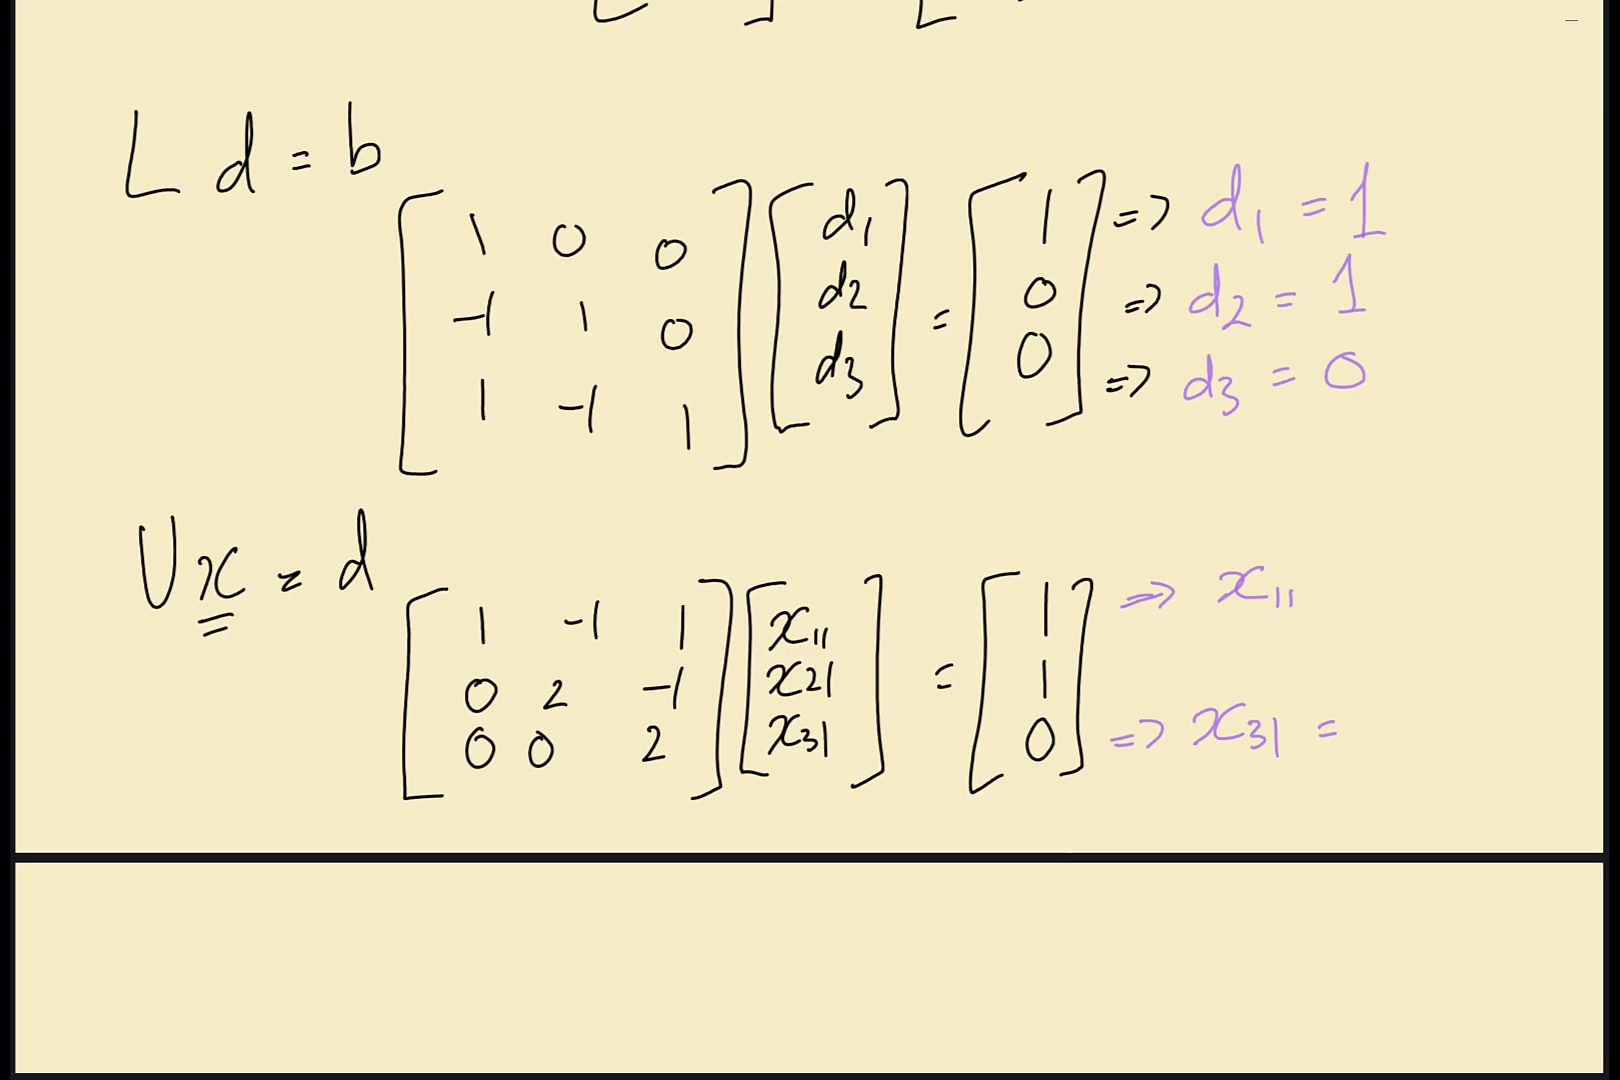 L d = b
[ 1 0 0 ] [ d1 ] = [ 1 ] => d1 = 1
[ -1 1 0 ] [ d2 ] = [ 0 ] => d2 = 1
[ 1 -1 1 ] [ d3 ] = [ 0 ] => d3 = 0
Ux = d
[ 1 -1 1 ] [ x11 ] = [ 1 ] => x11
[ 0 2 -1 ] [ x21 ] = [ 1 ]
[ 0 0 2 ] [ x31 ] = [ 0 ] => x31 =